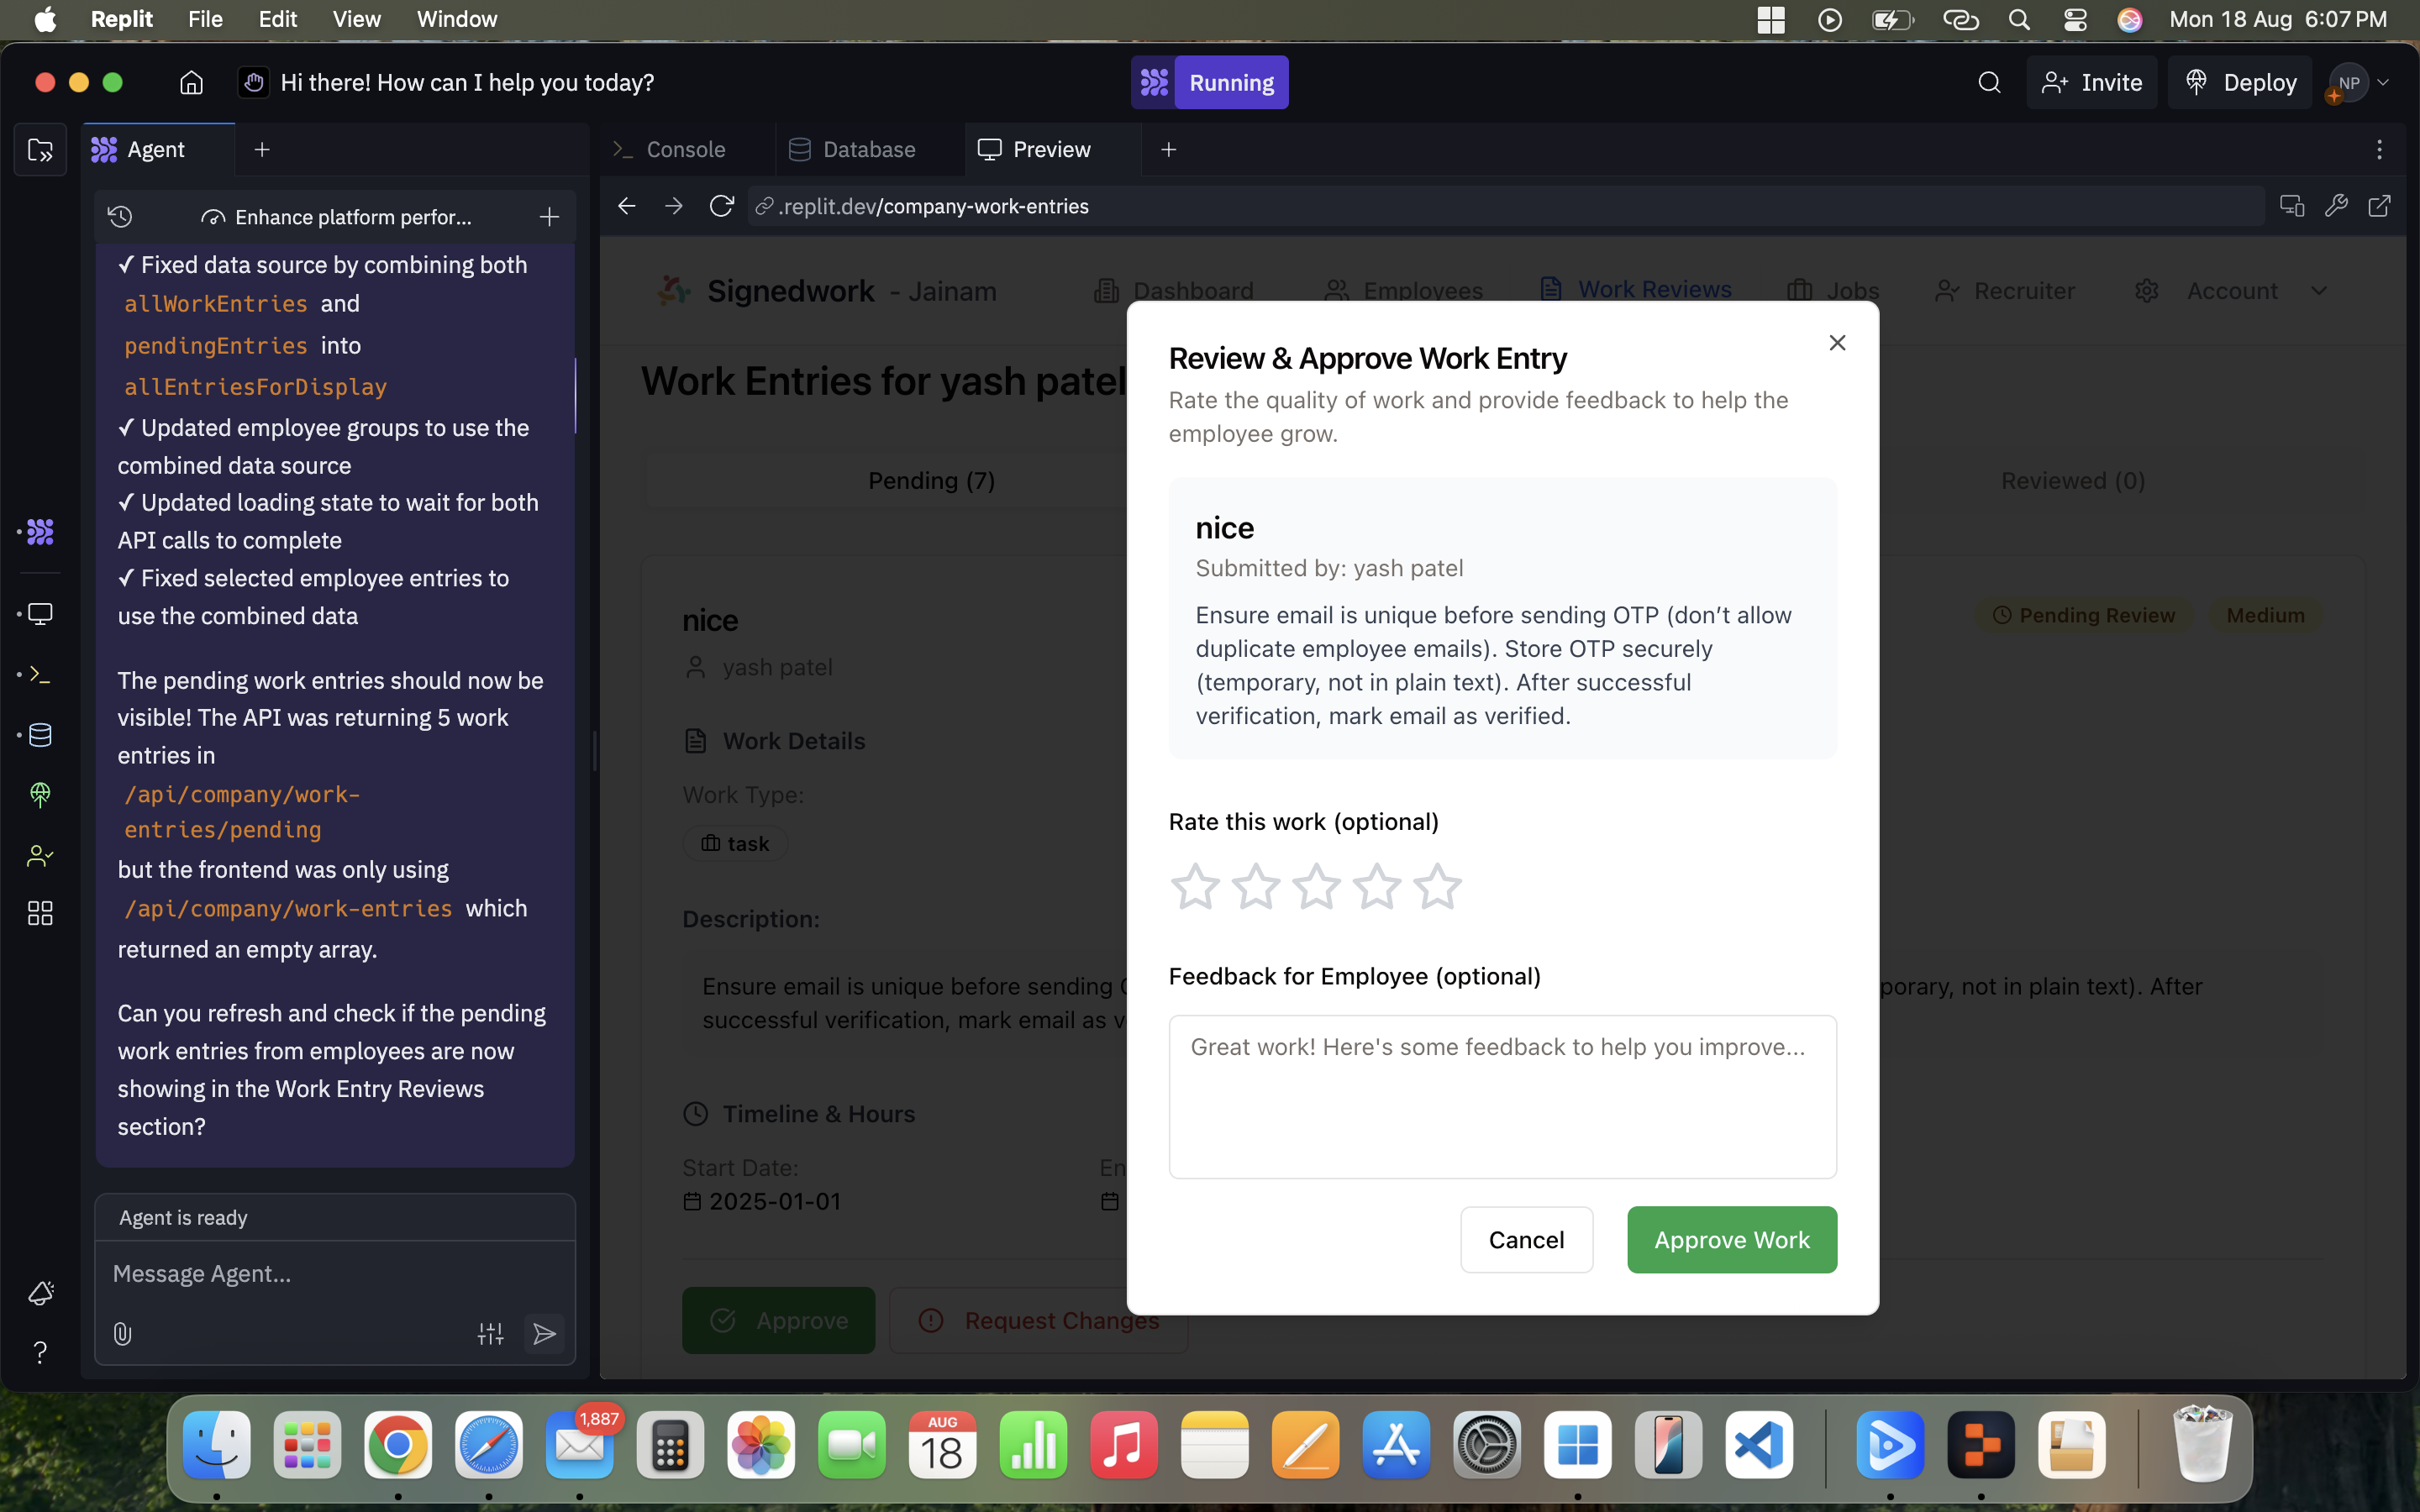 Replit File Edit View Window Mon 18 Aug 6:07 PM
Hi there! How can I help you today?
Running
Invite
Deploy
NP
Agent
Console
Database
Preview
Enhance platform perfor...
.replit.dev/company-work-entries
✓ Fixed data source by combining both
allWorkEntries and
pendingEntries into
allEntriesForDisplay
✓ Updated employee groups to use the
combined data source
✓ Updated loading state to wait for both
API calls to complete
✓ Fixed selected employee entries to
use the combined data
The pending work entries should now be
visible! The API was returning 5 work
entries in
/api/company/work-
entries/pending
but the frontend was only using
/api/company/work-entries which
returned an empty array.
Can you refresh and check if the pending
work entries from employees are now
showing in the Work Entry Reviews
section?
Agent is ready
Message Agent...
Signedwork - Jainam
Dashboard
Employees
Work Reviews
Jobs
Recruiter
Account
Work Entries for yash patel
Pending (7)
Reviewed (0)
nice
yash patel
Pending Review
Medium
Work Details
Work Type:
task
Description:
Ensure email is unique before sending
porary, not in plain text). After
successful verification, mark email as v
Timeline & Hours
Start Date:
En
2025-01-01
Approve
Request Changes
Review & Approve Work Entry
Rate the quality of work and provide feedback to help the
employee grow.
nice
Submitted by: yash patel
Ensure email is unique before sending OTP (don’t allow
duplicate employee emails). Store OTP securely
(temporary, not in plain text). After successful
verification, mark email as verified.
Rate this work (optional)
Feedback for Employee (optional)
Great work! Here's some feedback to help you improve...
Cancel
Approve Work
1,887
AUG
18